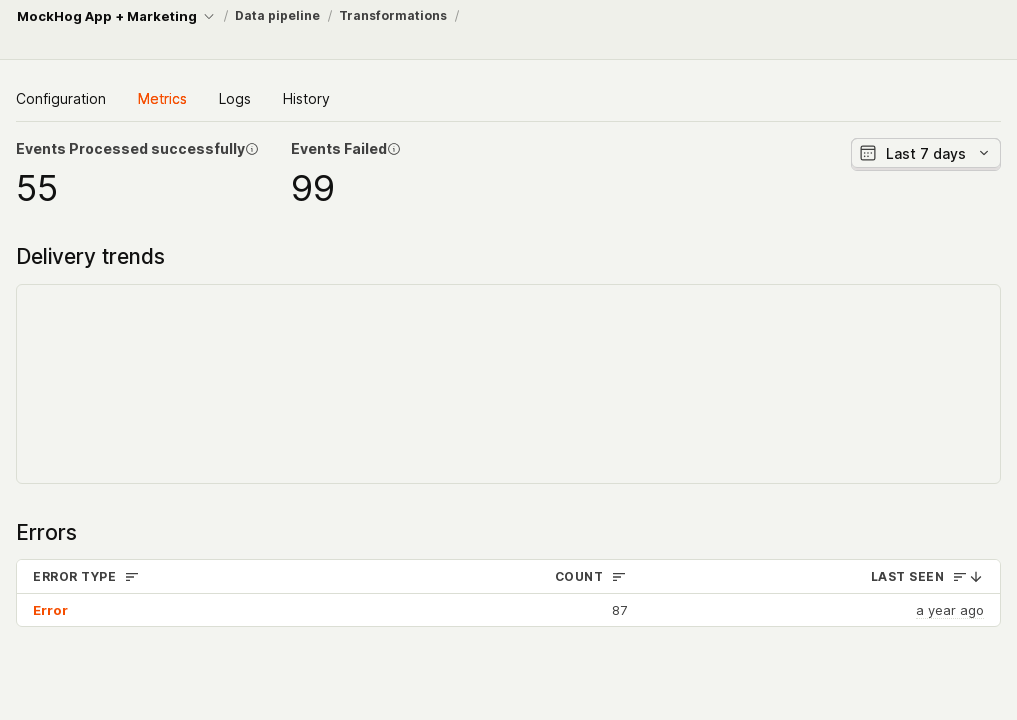 MockHog App + Marketing / Data pipeline / Transformations /
Configuration Metrics Logs History
Events Processed successfully Events Failed Last 7 days
55 99
Delivery trends
Errors
ERROR TYPE COUNT LAST SEEN
Error 87 a year ago